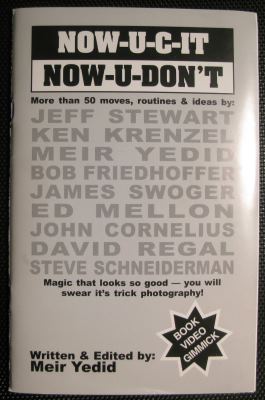 NOW-U-C-IT
NOW-U-DON'T
More than 50 moves, routines & ideas by:
JEFF STEWART
KEN KRENZEL
MEIR YEDID
BOB FRIEDHOFFER
JAMES SWOGER
ED MELLON
JOHN CORNELIUS
DAVID REGAL
STEVE SCHNEIDERMAN
Magic that looks so good — you will
swear it's trick photography!
BOOK
VIDEO
GIMMICK
Written & Edited by:
Meir Yedid